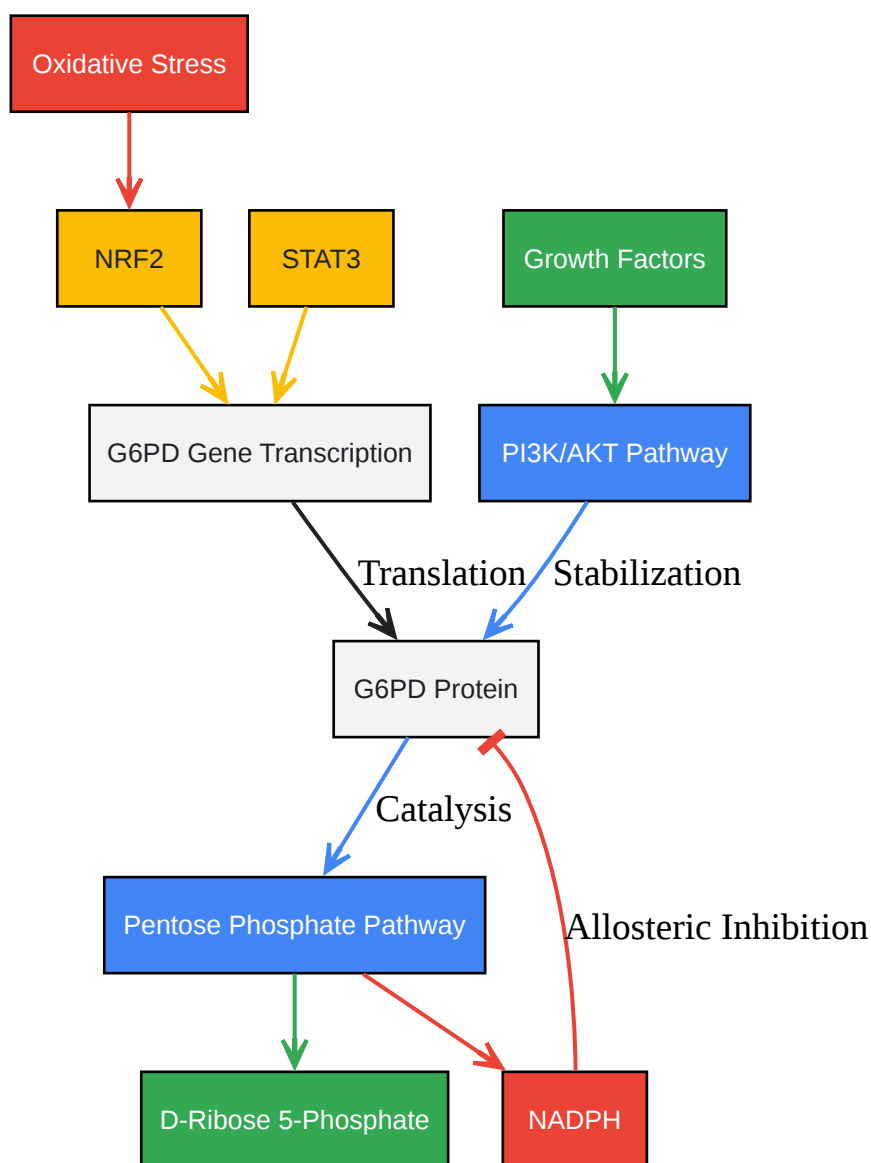 Oxidative Stress
NRF2
STAT3
Growth Factors
G6PD Gene Transcription
PI3K/AKT Pathway
Translation
Stabilization
G6PD Protein
Catalysis
Pentose Phosphate Pathway
Allosteric Inhibition
D-Ribose 5-Phosphate
NADPH